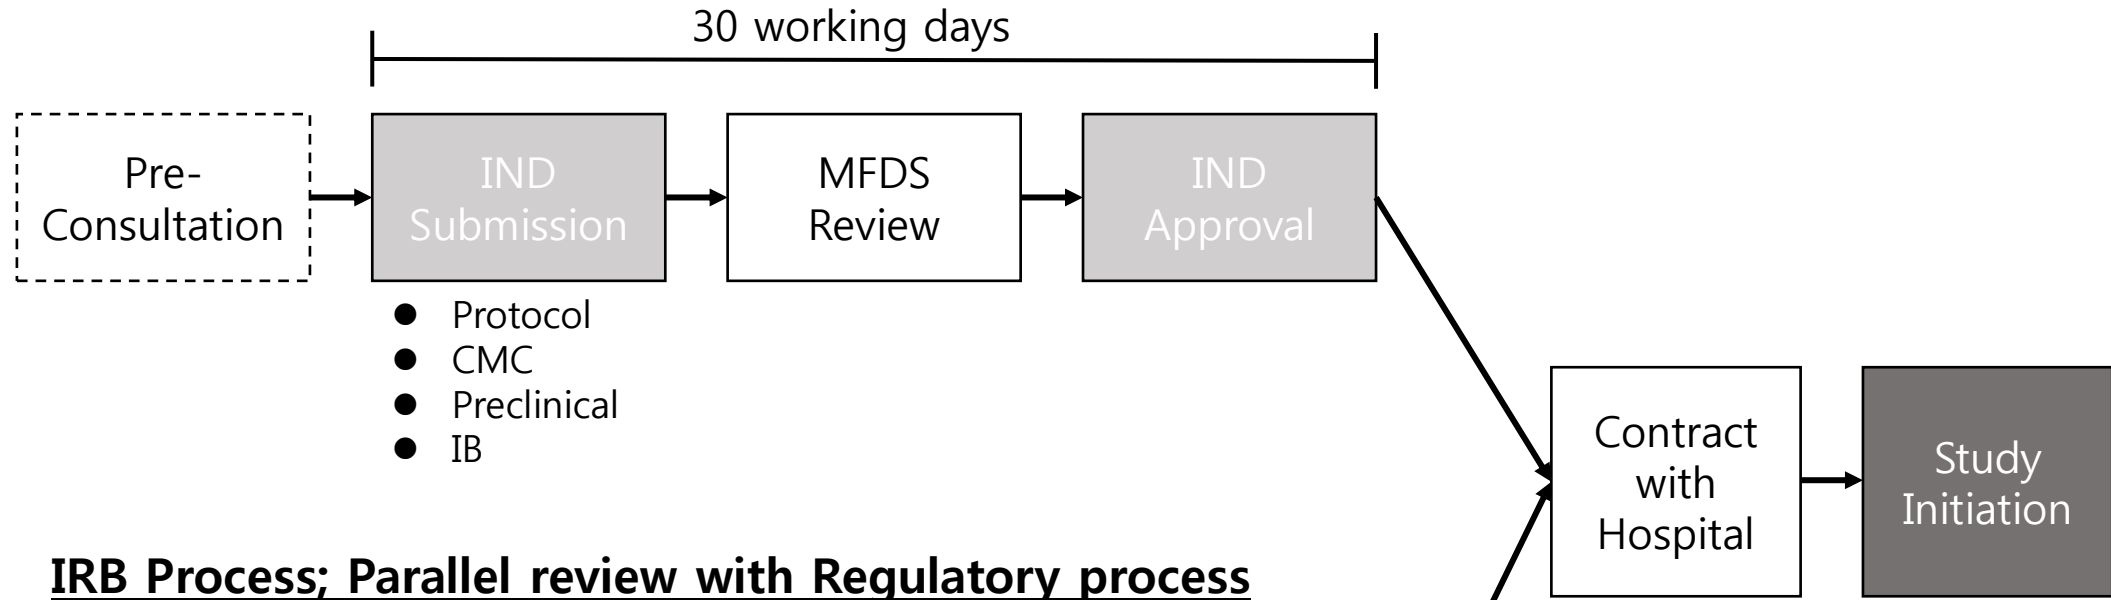 30 working days
Pre-
Consultation
IND
Submission
MFDS
Review
IND
Approval
● Protocol
● CMC
● Preclinical
● IB
Contract
with
Hospital
Study
Initiation
IRB Process; Parallel review with Regulatory process